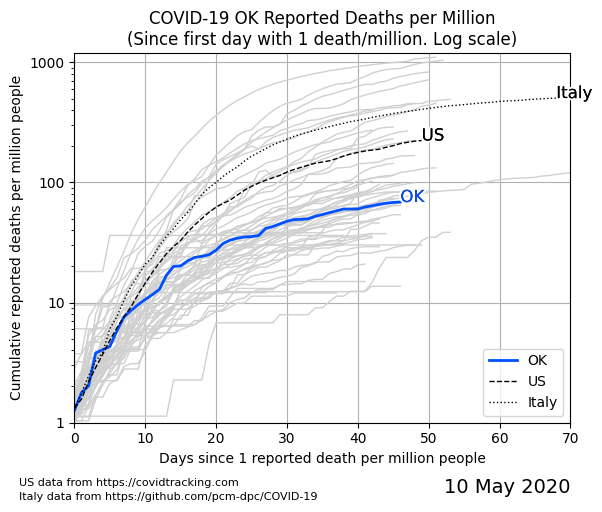 COVID-19 OK Reported Deaths per Million
(Since first day with 1 death/million. Log scale)
Cumulative reported deaths per million people
1000
100
10
1
Italy
US
OK
OK
US
Italy
0 10 20 30 40 50 60 70
Days since 1 reported death per million people
US data from https://covidtracking.com
Italy data from https://github.com/pcm-dpc/COVID-19
10 May 2020